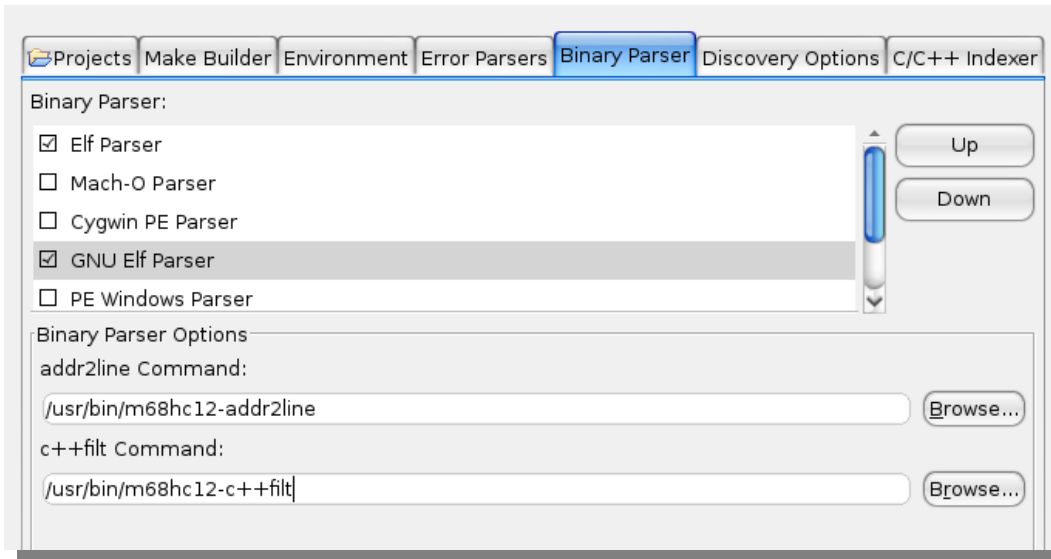 Projects Make Builder Environment Error Parsers Binary Parser Discovery Options C/C++ Indexer
Binary Parser:
Elf Parser
Up
Mach-O Parser
Down
Cygwin PE Parser
GNU Elf Parser
PE Windows Parser
Binary Parser Options
addr2line Command:
/usr/bin/m68hc12-addr2line Browse...
c++filt Command:
/usr/bin/m68hc12-c++filt Browse...